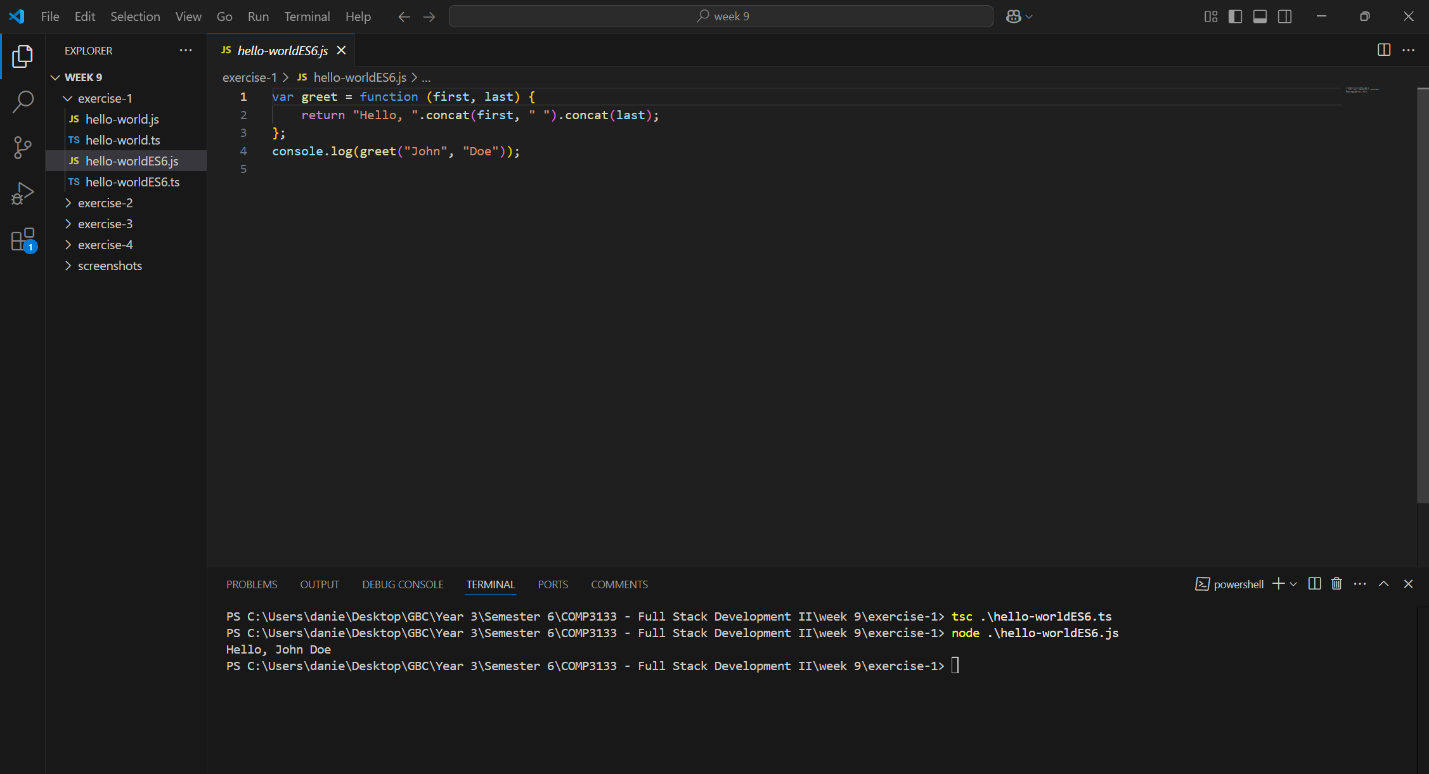 File Edit Selection View Go Run Terminal Help week 9
EXPLORER
WEEK 9
exercise-1
JS hello-world.js
TS hello-world.ts
JS hello-worldES6.js
TS hello-worldES6.ts
exercise-2
exercise-3
exercise-4
screenshots
1
JS hello-worldES6.js
exercise-1 > JS hello-worldES6.js > ...
1 var greet = function (first, last) {
2 return "Hello, ".concat(first, " ").concat(last);
3 };
4 console.log(greet("John", "Doe"));
5
PROBLEMS OUTPUT DEBUG CONSOLE TERMINAL PORTS COMMENTS powershell
PS C:\Users\danie\Desktop\GBC\Year 3\Semester 6\COMP3133 - Full Stack Development II\week 9\exercise-1> tsc .\hello-worldES6.ts
PS C:\Users\danie\Desktop\GBC\Year 3\Semester 6\COMP3133 - Full Stack Development II\week 9\exercise-1> node .\hello-worldES6.js
Hello, John Doe
PS C:\Users\danie\Desktop\GBC\Year 3\Semester 6\COMP3133 - Full Stack Development II\week 9\exercise-1>